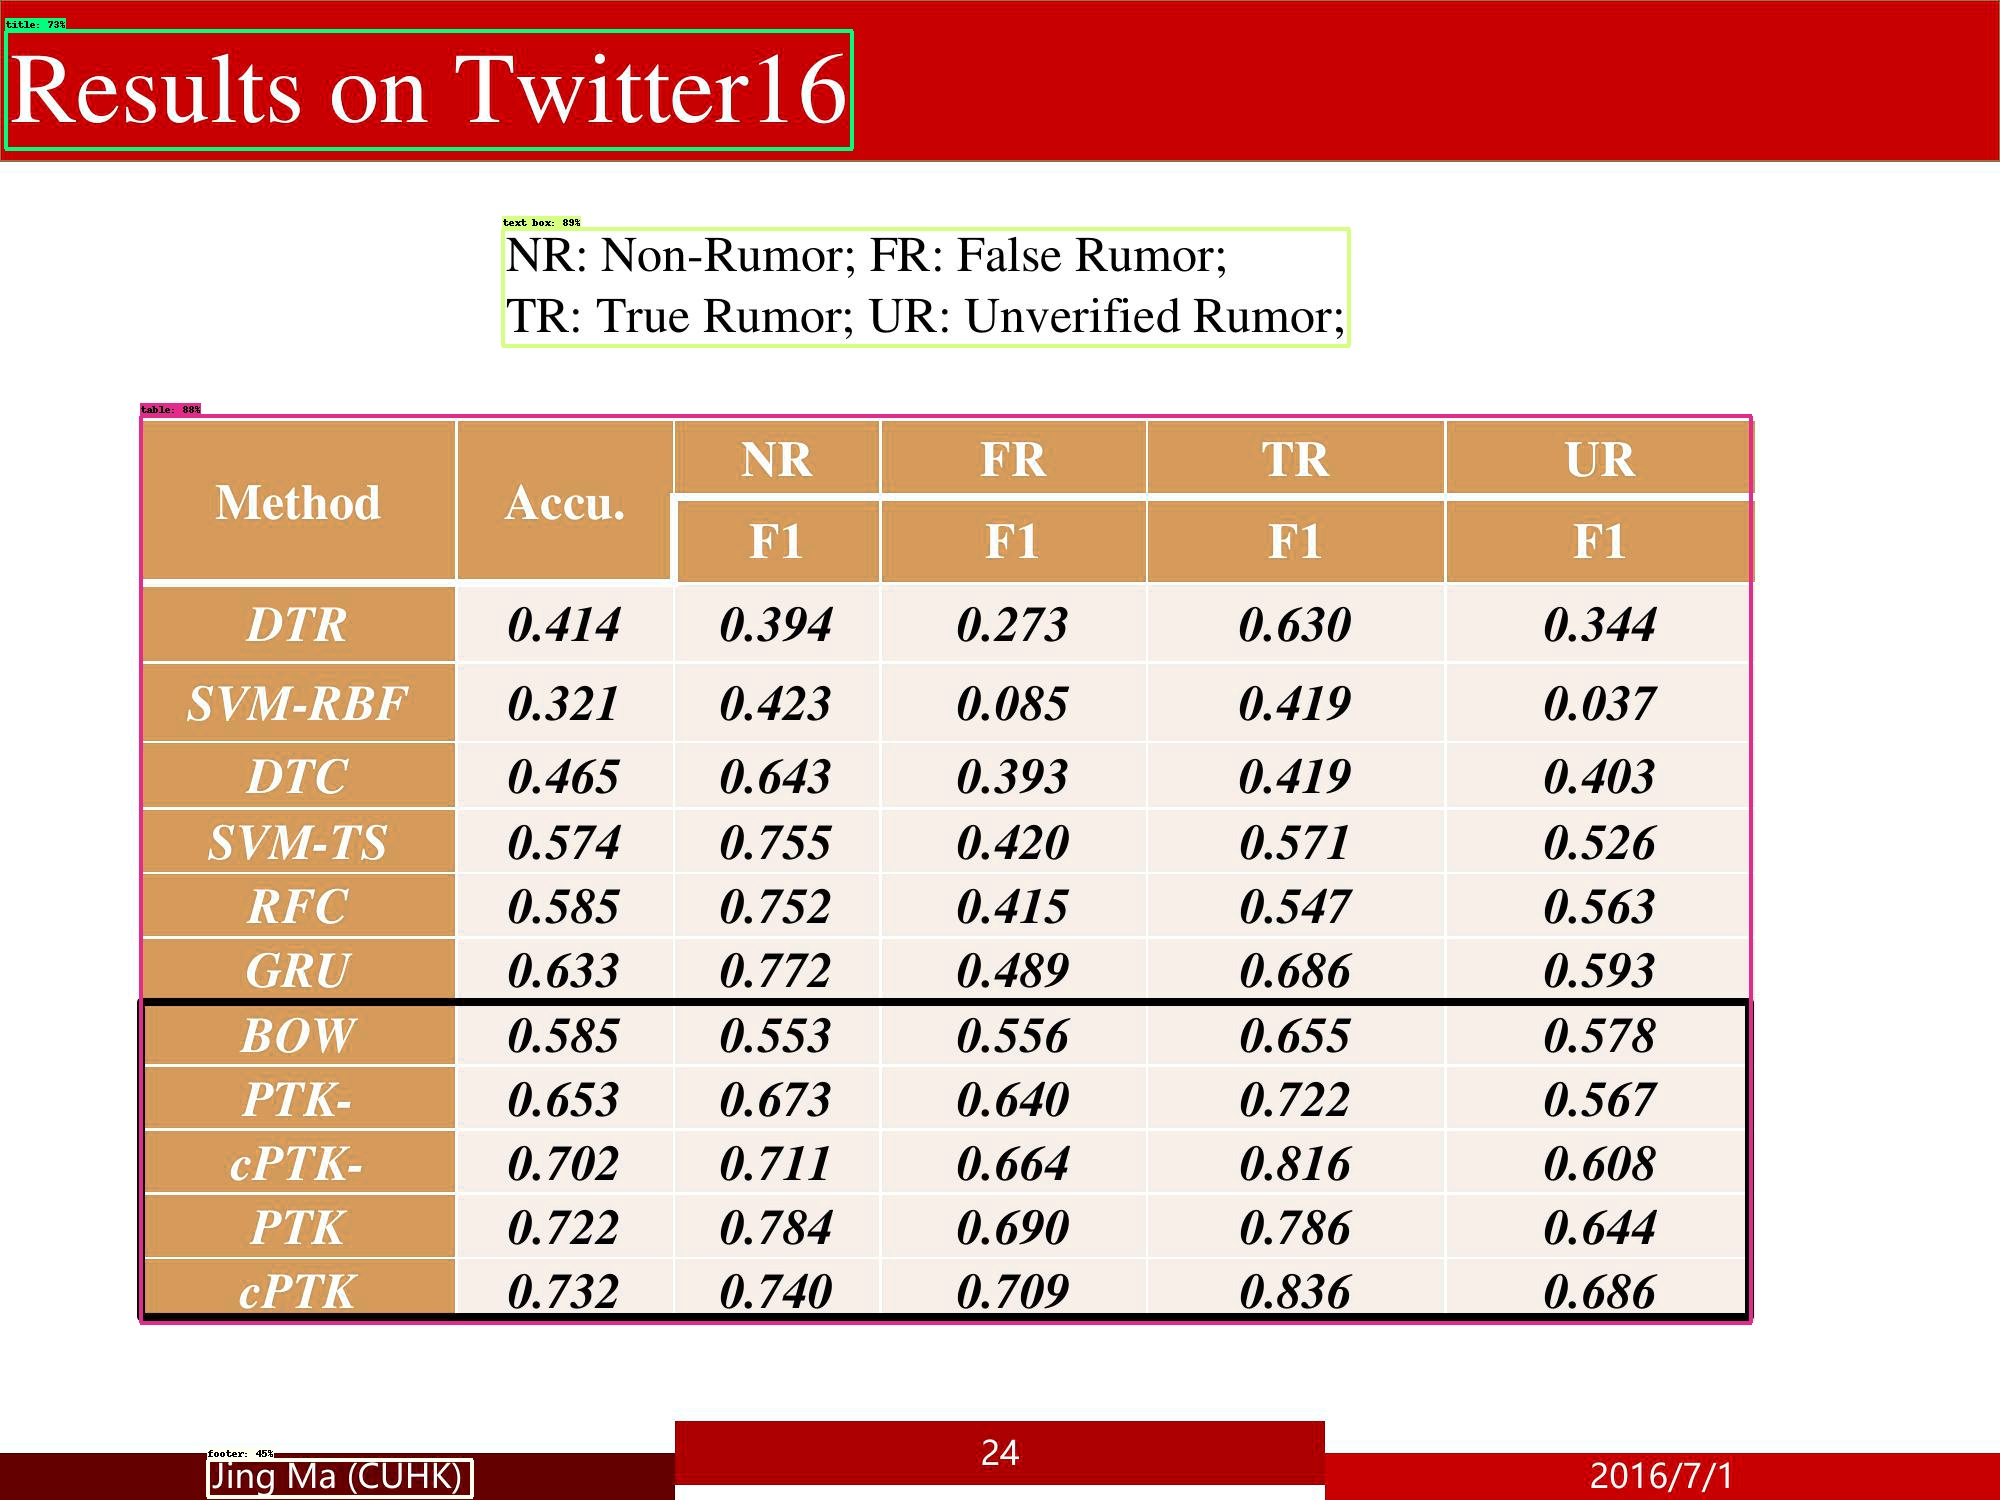 title: 73%
Results on Twitter16
text box: 89%
NR: Non-Rumor; FR: False Rumor;
TR: True Rumor; UR: Unverified Rumor;
table: 88%
Method Accu. NR FR TR UR
F1 F1 F1 F1
DTR 0.414 0.394 0.273 0.630 0.344
SVM-RBF 0.321 0.423 0.085 0.419 0.037
DTC 0.465 0.643 0.393 0.419 0.403
SVM-TS 0.574 0.755 0.420 0.571 0.526
RFC 0.585 0.752 0.415 0.547 0.563
GRU 0.633 0.772 0.489 0.686 0.593
BOW 0.585 0.553 0.556 0.655 0.578
PTK- 0.653 0.673 0.640 0.722 0.567
cPTK- 0.702 0.711 0.664 0.816 0.608
PTK 0.722 0.784 0.690 0.786 0.644
cPTK 0.732 0.740 0.709 0.836 0.686
footer: 45%
Jing Ma (CUHK)
24
2016/7/1